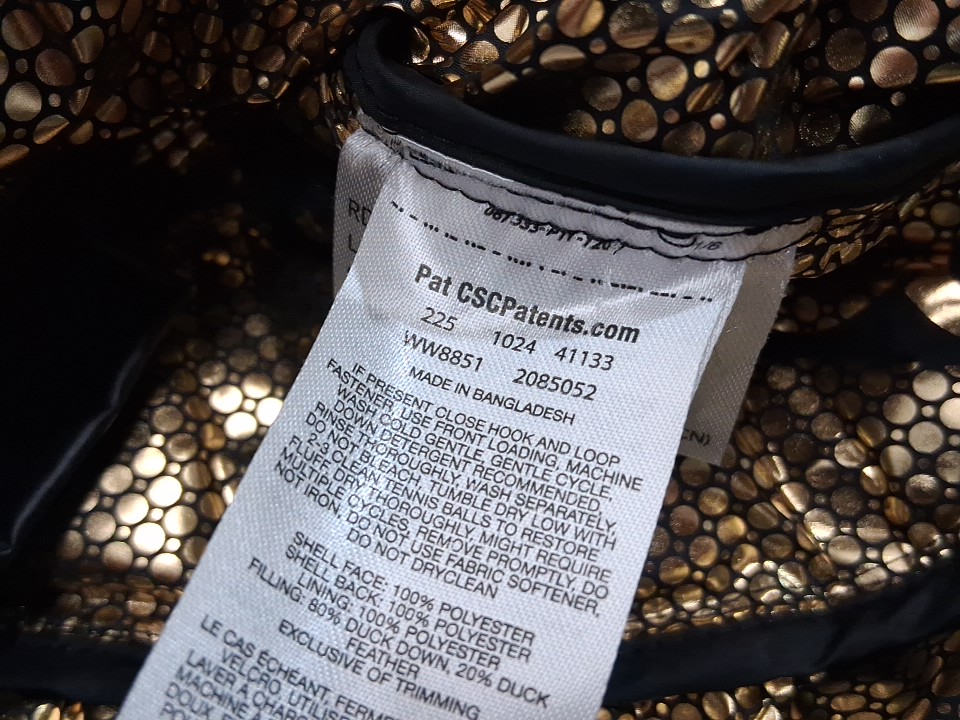 Pat CSCPatents.com
225 1024 41133
WW8851 2085052
MADE IN BANGLADESH
IF PRESENT CLOSE HOOK AND LOOP
FASTENER, USE FRONT LOADING, MACHINE
WASH COLD GENTLE, GENTLE CYCLE,
DOWN DETERGENT RECOMMENDED,
RINSE THOROUGHLY, WASH SEPARATELY,
DO NOT BLEACH, TUMBLE DRY LOW WITH
2-3 CLEAN TENNIS BALLS TO RESTORE
FLUFF, DRY THOROUGHLY, MIGHT REQUIRE
MULTIPLE CYCLES, REMOVE PROMPTLY, DO
NOT IRON, DO NOT USE FABRIC SOFTENER,
DO NOT DRYCLEAN
SHELL FACE: 100% POLYESTER
SHELL BACK: 100% POLYESTER
LINING: 100% POLYESTER
FILLING: 80% DUCK DOWN, 20% DUCK
FEATHER
EXCLUSIVE OF TRIMMING
LE CAS ÉCHÉANT, FERME
VELCRO, UTILISE
LAVER À CHARG
MACHINE
DOUX,